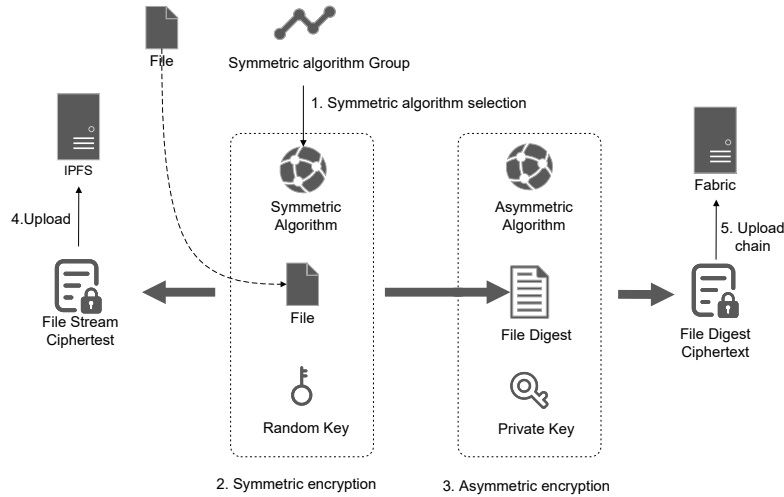 File
Symmetric algorithm Group
1. Symmetric algorithm selection
IPFS
Fabric
Symmetric
Algorithm
Asymmetric
Algorithm
4.Upload
5. Upload
chain
File Stream
Ciphertest
File
File Digest
File Digest
Ciphertext
Random Key
Private Key
2. Symmetric encryption
3. Asymmetric encryption